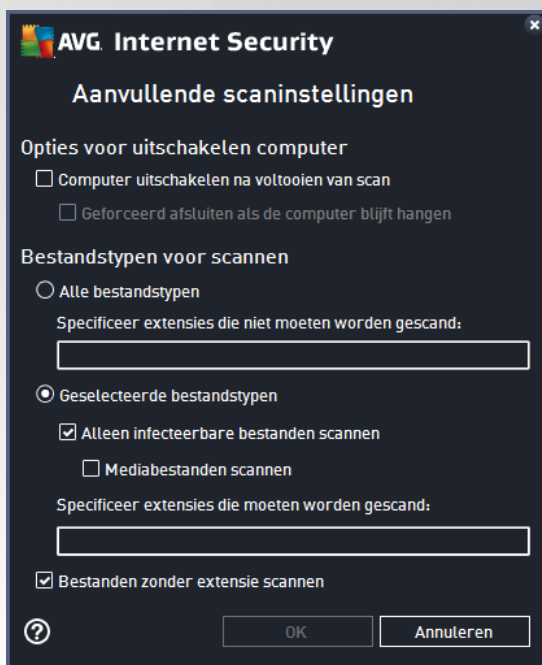 AVG. Internet Security
Aanvullende scaninstellingen
Opties voor uitschakelen computer
Computer uitschakelen na voltooien van scan
Geforceerd afsluiten als de computer blijft hangen
Bestandstypen voor scannen
Alle bestandstypen
Specificeer extensies die niet moeten worden gescand:
Geselecteerde bestandstypen
Alleen infecteerbare bestanden scannen
Mediabestanden scannen
Specificeer extensies die moeten worden gescand:
Bestanden zonder extensie scannen
?
OK
Annuleren